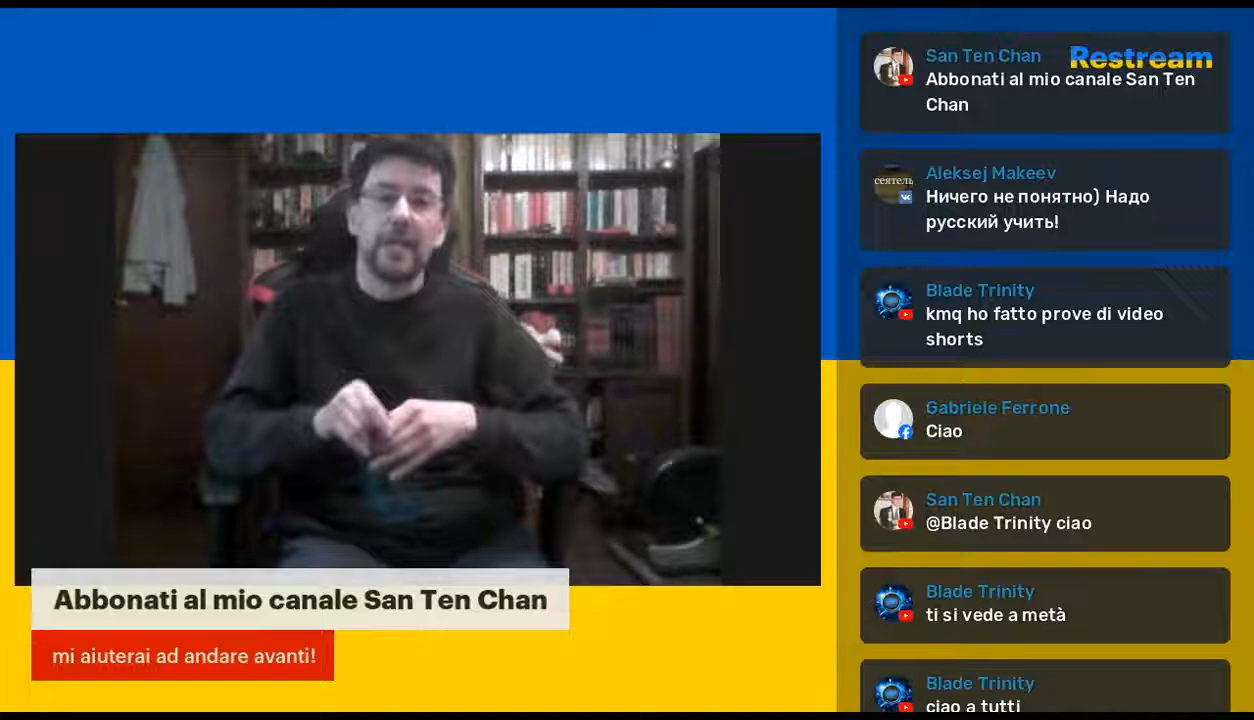 Abbonati al mio canale San Ten Chan
mi aiuterai ad andare avanti!
Restream
San Ten Chan
Abbonati al mio canale San Ten
Chan
сеятель
Aleksej Makeev
Ничего не понятно) Надо
русский учить!
Blade Trinity
kmq ho fatto prove di video
shorts
Gabriele Ferrone
Ciao
San Ten Chan
@Blade Trinity ciao
Blade Trinity
ti si vede a metà
Blade Trinity
ciao a tutti